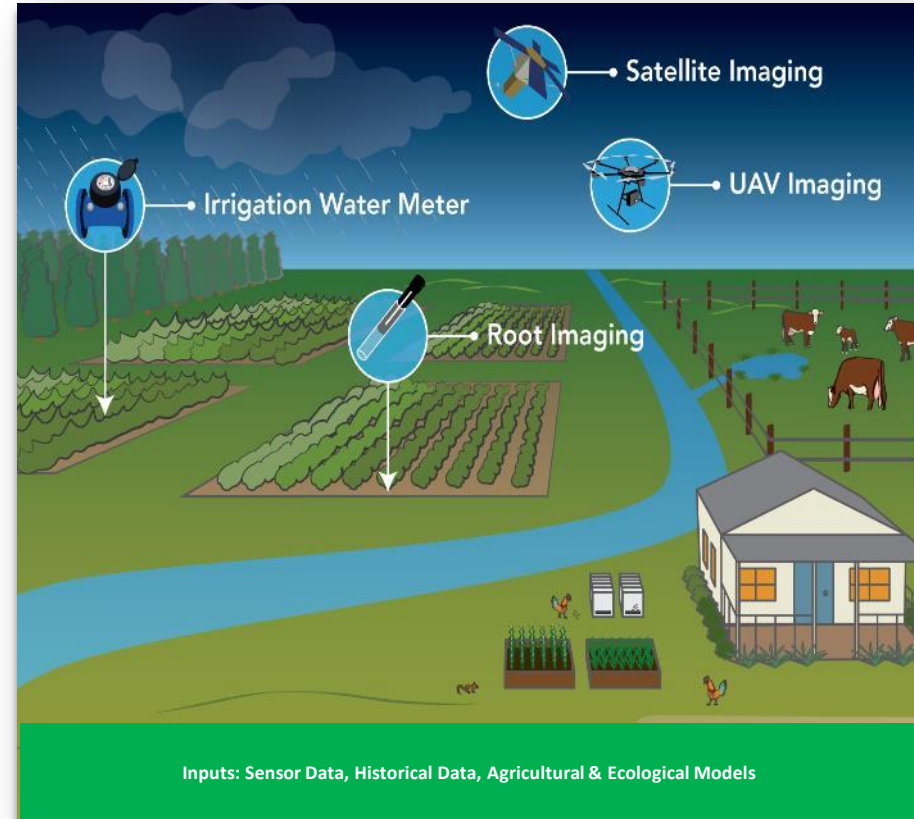 Satellite Imaging
UAV Imaging
Irrigation Water Meter
Root Imaging
Inputs: Sensor Data, Historical Data, Agricultural & Ecological Models